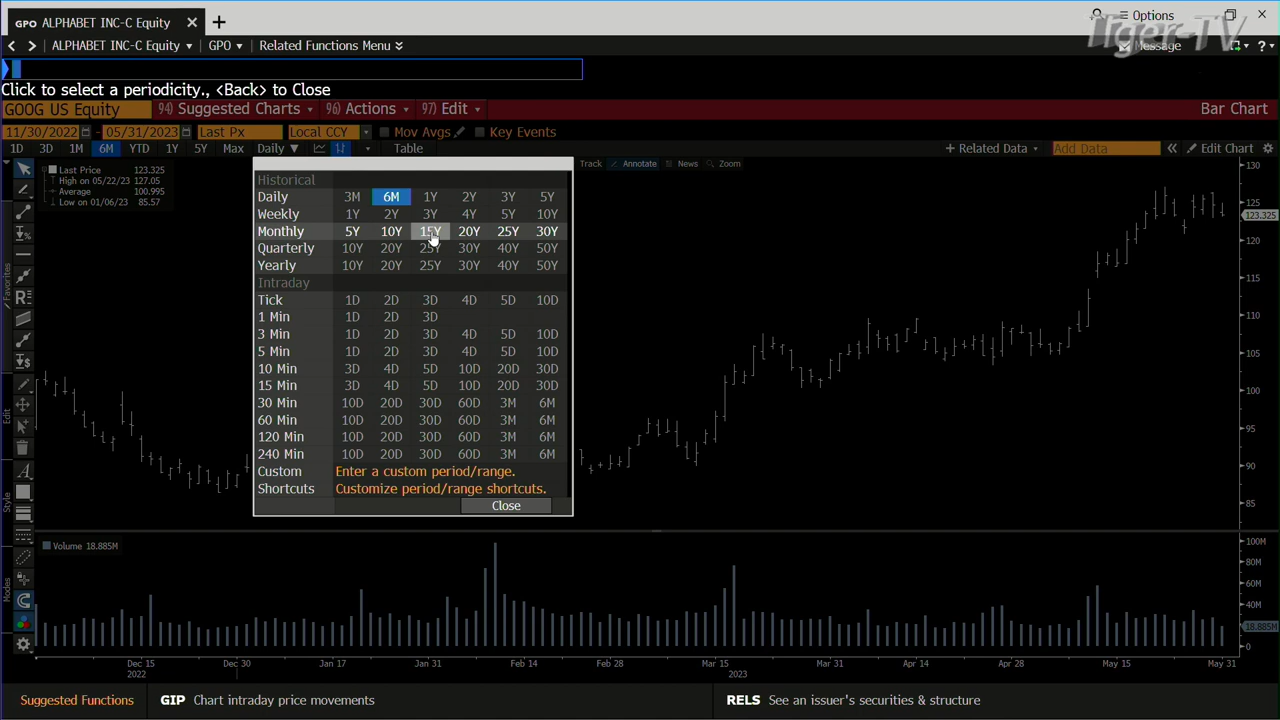 GPO ALPHABET INC-C Equity × +
Options
Tiger-TV
< > ALPHABET INC-C Equity GPO Related Functions Menu
Message ?
Click to select a periodicity., <Back> to Close
GOOG US Equity 94) Suggested Charts 96) Actions 97) Edit Bar Chart
11/30/2022 - 05/31/2023 Last Px Local CCY Mov Avgs Key Events
1D 3D 1M 6M YTD 1Y 5Y Max Daily Table + Related Data Add Data « Edit Chart
Track Annotate News Zoom
Last Price 123.325
High on 05/22/23 127.05
Average 100.995
Low on 01/06/23 85.57
Historical
Daily 3M 6M 1Y 2Y 3Y 5Y
Weekly 1Y 2Y 3Y 4Y 5Y 10Y
Monthly 5Y 10Y 15Y 20Y 25Y 30Y
Quarterly 10Y 20Y 25Y 30Y 40Y 50Y
Yearly 10Y 20Y 25Y 30Y 40Y 50Y
Intraday
Tick 1D 2D 3D 4D 5D 10D
1 Min 1D 2D 3D
3 Min 1D 2D 3D 4D 5D 10D
5 Min 1D 2D 3D 4D 5D 10D
10 Min 3D 4D 5D 10D 20D 30D
15 Min 3D 4D 5D 10D 20D 30D
30 Min 10D 20D 30D 60D 3M 6M
60 Min 10D 20D 30D 60D 3M 6M
120 Min 10D 20D 30D 60D 3M 6M
240 Min 10D 20D 30D 60D 3M 6M
Custom Enter a custom period/range.
Shortcuts Customize period/range shortcuts.
Close
130
125
123.325
120
115
110
105
100
95
90
85
Favorites
Edit
Style
Modes
Volume 18.885M
100M
80M
60M
40M
18.885M
0
Dec 15 Dec 30 Jan 17 Jan 31 Feb 14 Feb 28 Mar 15 Mar 31 Apr 14 Apr 28 May 15 May 31
2022 2023
Suggested Functions GIP Chart intraday price movements RELS See an issuer's securities & structure